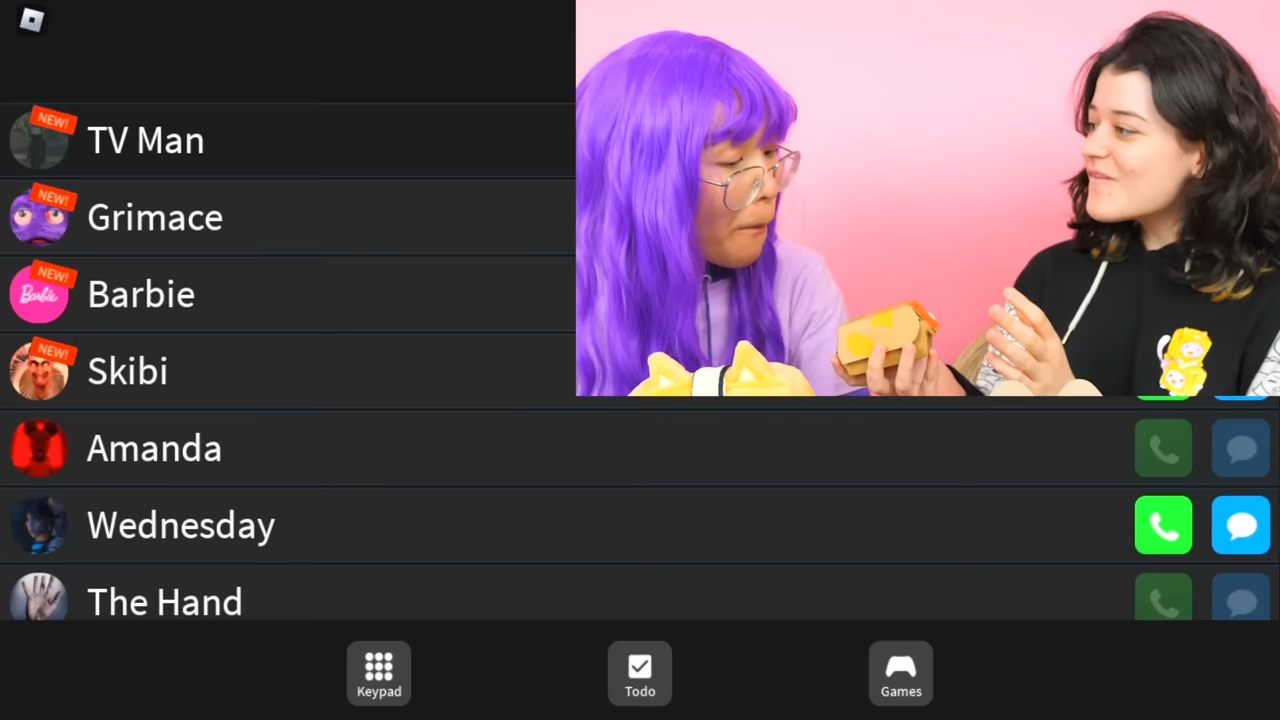 NEW!
TV Man
NEW!
Grimace
NEW!
Barbie
Barbie
NEW!
Skibi
Amanda
Wednesday
The Hand
Keypad
Todo
Games